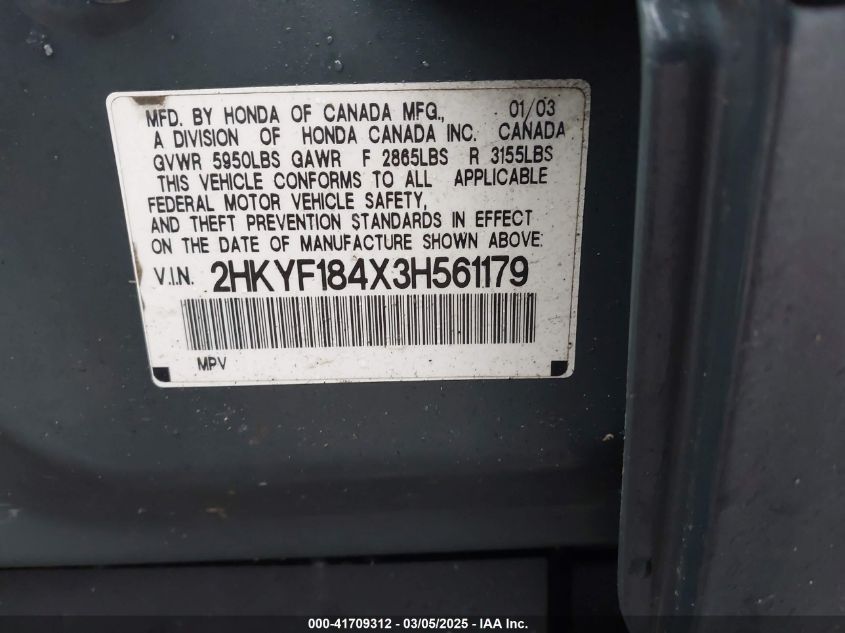 MFD. BY HONDA OF CANADA MFG., 01/03
A DIVISION OF HONDA CANADA INC. CANADA
GVWR 5950LBS GAWR F 2865LBS R 3155LBS
THIS VEHICLE CONFORMS TO ALL APPLICABLE
FEDERAL MOTOR VEHICLE SAFETY,
AND THEFT PREVENTION STANDARDS IN EFFECT
ON THE DATE OF MANUFACTURE SHOWN ABOVE:
V.I.N. 2HKYF184X3H561179
MPV
000-41709312 / 03/05/2025 - IAA Inc.